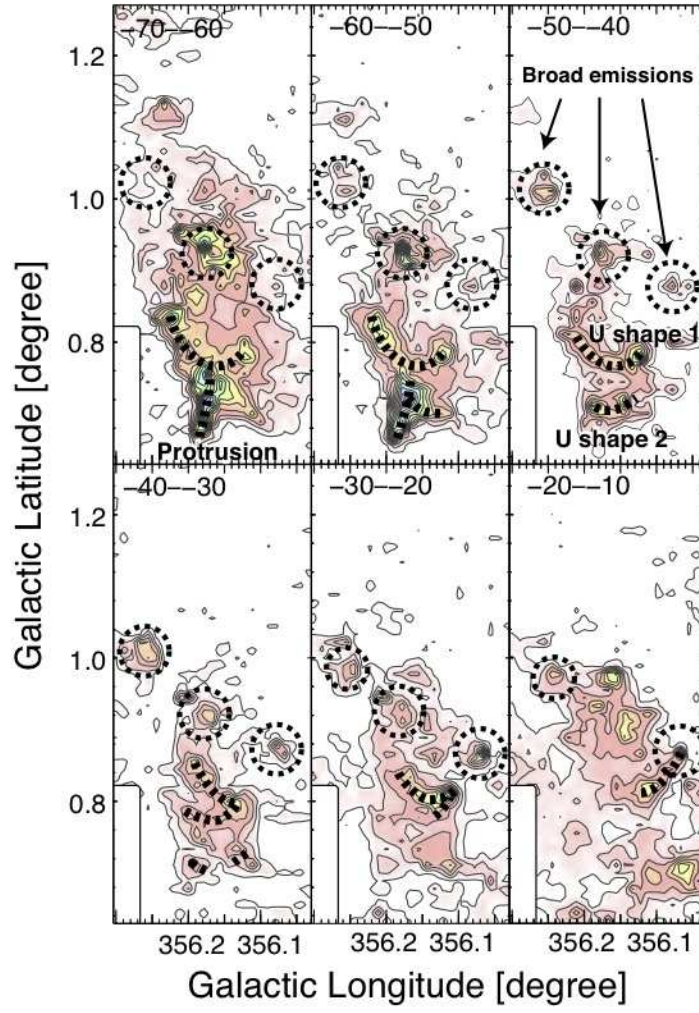 -70--60
-60--50
-50--40
Broad emissions
1.2
1.0
0.8
U shape 1
U shape 2
Protrusion
-40--30
-30--20
-20--10
1.2
1.0
0.8
Galactic Latitude [degree]
356.2 356.1 356.2 356.1 356.2 356.1
Galactic Longitude [degree]